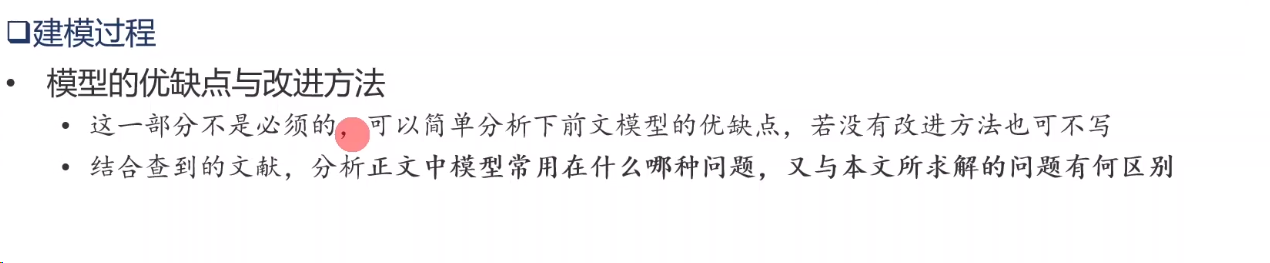 ❑建模过程
• 模型的优缺点与改进方法
• 这一部分不是必须的，可以简单分析下前文模型的优缺点，若没有改进方法也可不写
• 结合查到的文献，分析正文中模型常用在什么哪种问题，又与本文所求解的问题有何区别